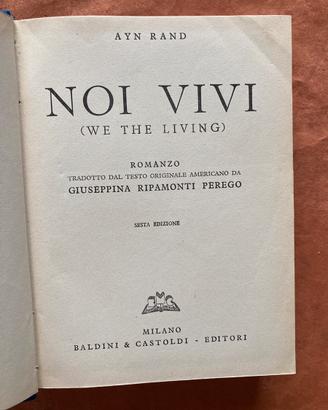 AYN RAND
NOI VIVI
(WE THE LIVING)
ROMANZO
TRADOTTO DAL TESTO ORIGINALE AMERICANO DA
GIUSEPPINA RIPAMONTI PEREGO
SESTA EDIZIONE
MILANO
BALDINI & CASTOLDI - EDITORI